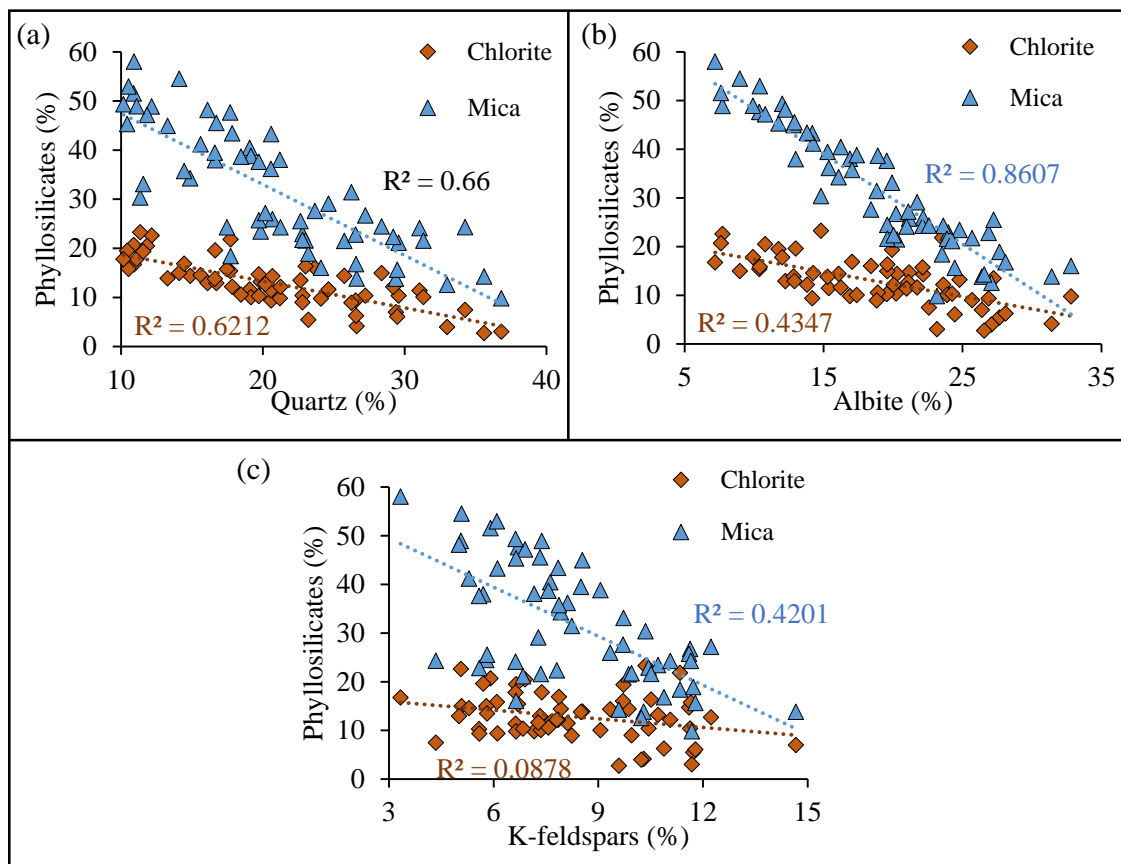 (a)
Chlorite
Mica
Phyllosilicates (%)
60
50
40
30
20
10
0
R² = 0.66
R² = 0.6212
10 20 30 40
Quartz (%)
(b)
Chlorite
Mica
Phyllosilicates (%)
60
50
40
30
20
10
0
R² = 0.8607
R² = 0.4347
5 15 25 35
Albite (%)
(c)
Chlorite
Mica
Phyllosilicates (%)
60
50
40
30
20
10
0
R² = 0.4201
R² = 0.0878
3 6 9 12 15
K-feldspars (%)